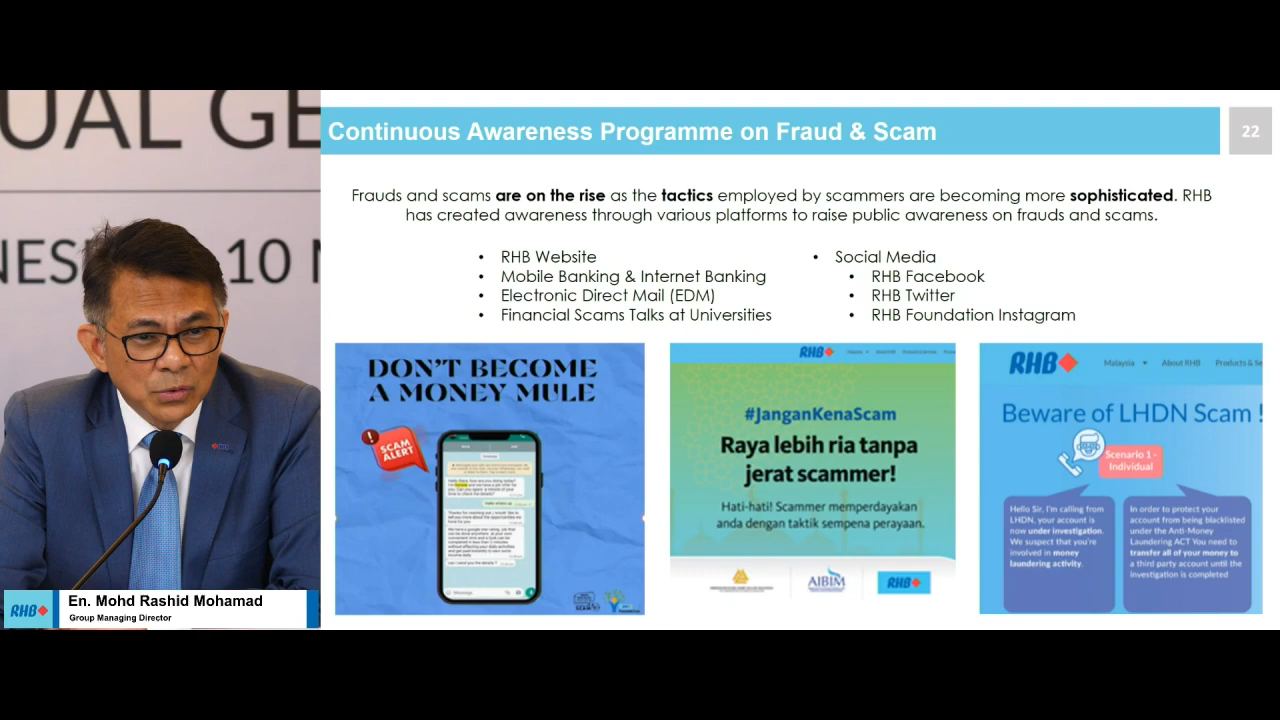 UAL GE
NES
10
Continuous Awareness Programme on Fraud & Scam
22
Frauds and scams are on the rise as the tactics employed by scammers are becoming more sophisticated. RHB
has created awareness through various platforms to raise public awareness on frauds and scams.
• RHB Website
• Mobile Banking & Internet Banking
• Electronic Direct Mail (EDM)
• Financial Scams Talks at Universities
• Social Media
• RHB Facebook
• RHB Twitter
• RHB Foundation Instagram
DON'T BECOME
A MONEY MULE
SCAM
ALERT
RHB
#JanganKenaScam
Raya lebih ria tanpa
jerat scammer!
Hati-hati! Scammer memperdayakan
anda dengan taktik sempena perayaan.
AIBIM
RHB
RHB
Malaysia
About RHB
Products & Se
Beware of LHDN Scam !
Scenario 1 -
Individual
Hello Sir, I'm calling from
LHDN, your account is
now under investigation.
We suspect that you're
involved in money
laundering activity.
In order to protect your
account from being blacklisted
under the Anti-Money
Laundering ACT You need to
transfer all of your money to
a third party account until the
investigation is completed
RHB
En. Mohd Rashid Mohamad
Group Managing Director